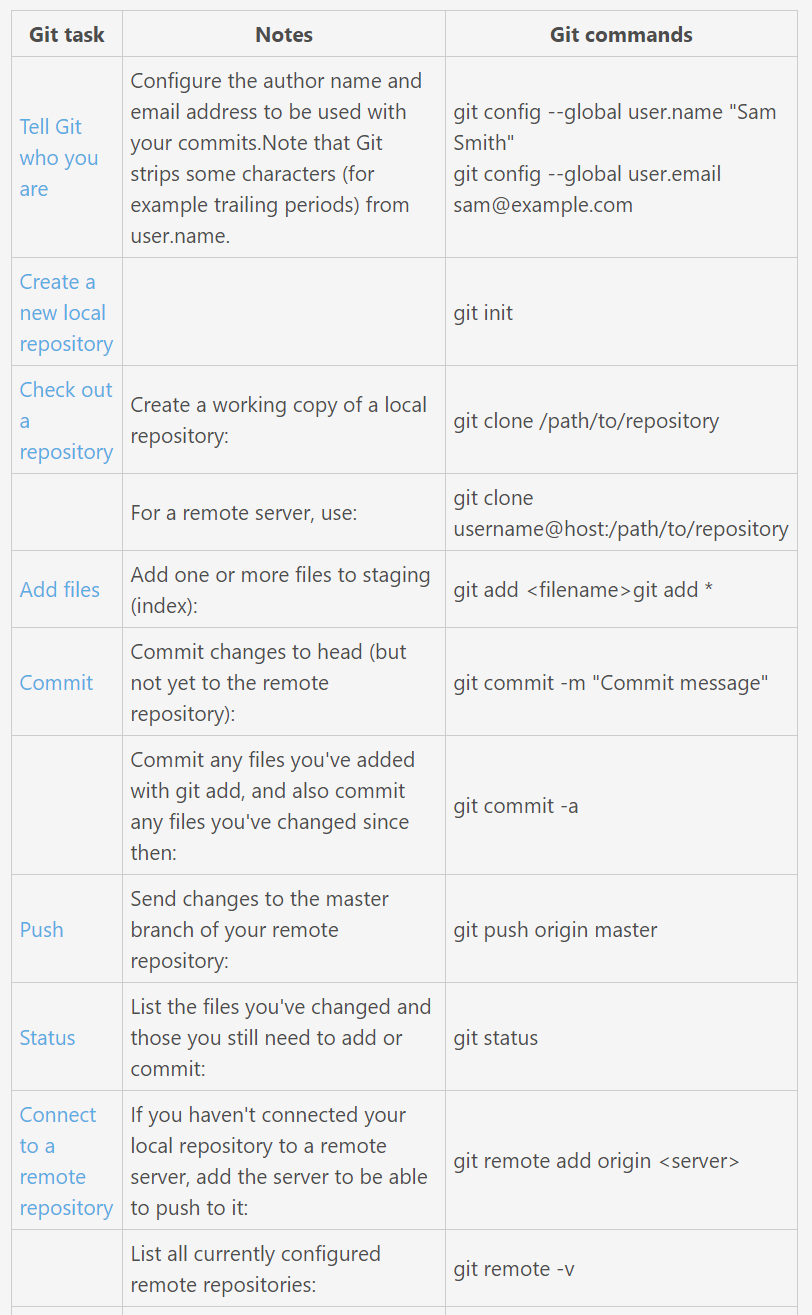 Git task
Notes
Git commands
Tell Git
who you
are
Configure the author name and
email address to be used with
your commits.Note that Git
strips some characters (for
example trailing periods) from
user.name.
git config --global user.name "Sam
Smith"
git config --global user.email
sam@example.com
Create a
new local
repository
git init
Check out
a
repository
Create a working copy of a local
repository:
git clone /path/to/repository
For a remote server, use:
git clone
username@host:/path/to/repository
Add files
Add one or more files to staging
(index):
git add <filename>git add *
Commit
Commit changes to head (but
not yet to the remote
repository):
git commit -m "Commit message"
Commit any files you've added
with git add, and also commit
any files you've changed since
then:
git commit -a
Push
Send changes to the master
branch of your remote
repository:
git push origin master
Status
List the files you've changed and
those you still need to add or
commit:
git status
Connect
to a
remote
repository
If you haven't connected your
local repository to a remote
server, add the server to be able
to push to it:
git remote add origin <server>
List all currently configured
remote repositories:
git remote -v